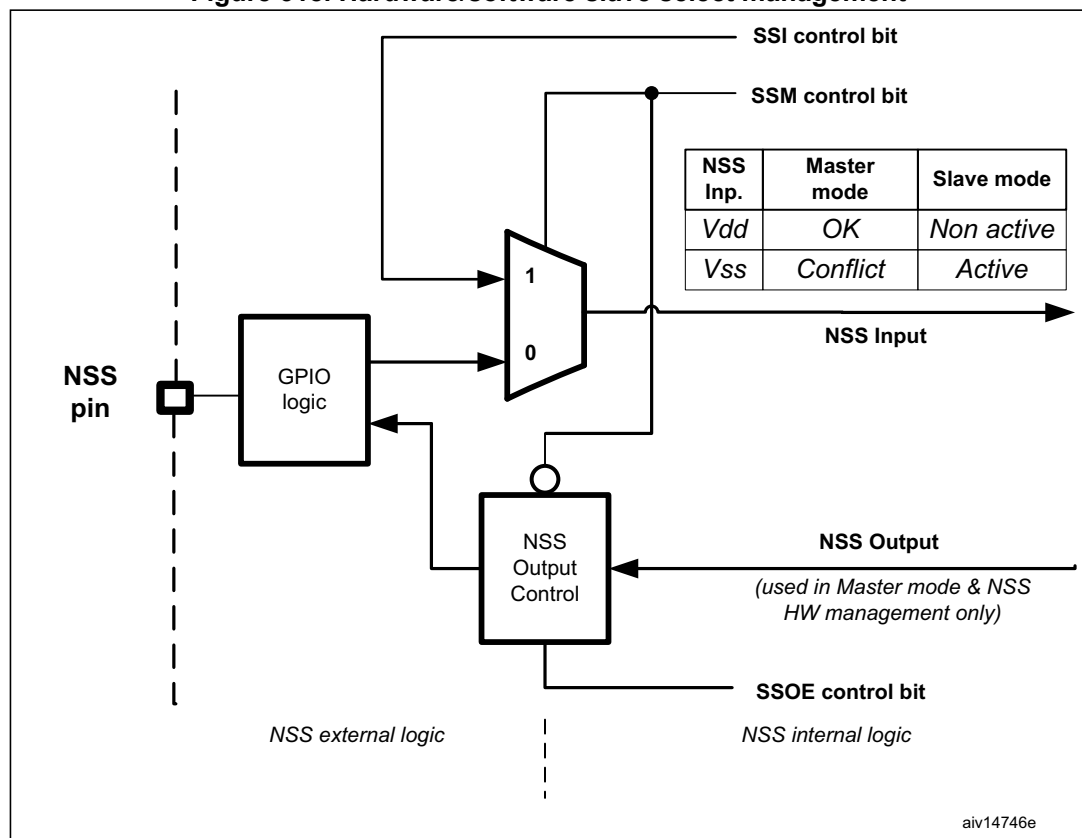 SSI control bit
SSM control bit
NSS Inp. Master mode Slave mode
Vdd OK Non active
Vss Conflict Active
1
NSS Input
0
GPIO
logic
NSS
pin
NSS
Output
Control
NSS Output
(used in Master mode & NSS
HW management only)
SSOE control bit
NSS external logic
NSS internal logic
aiv14746e